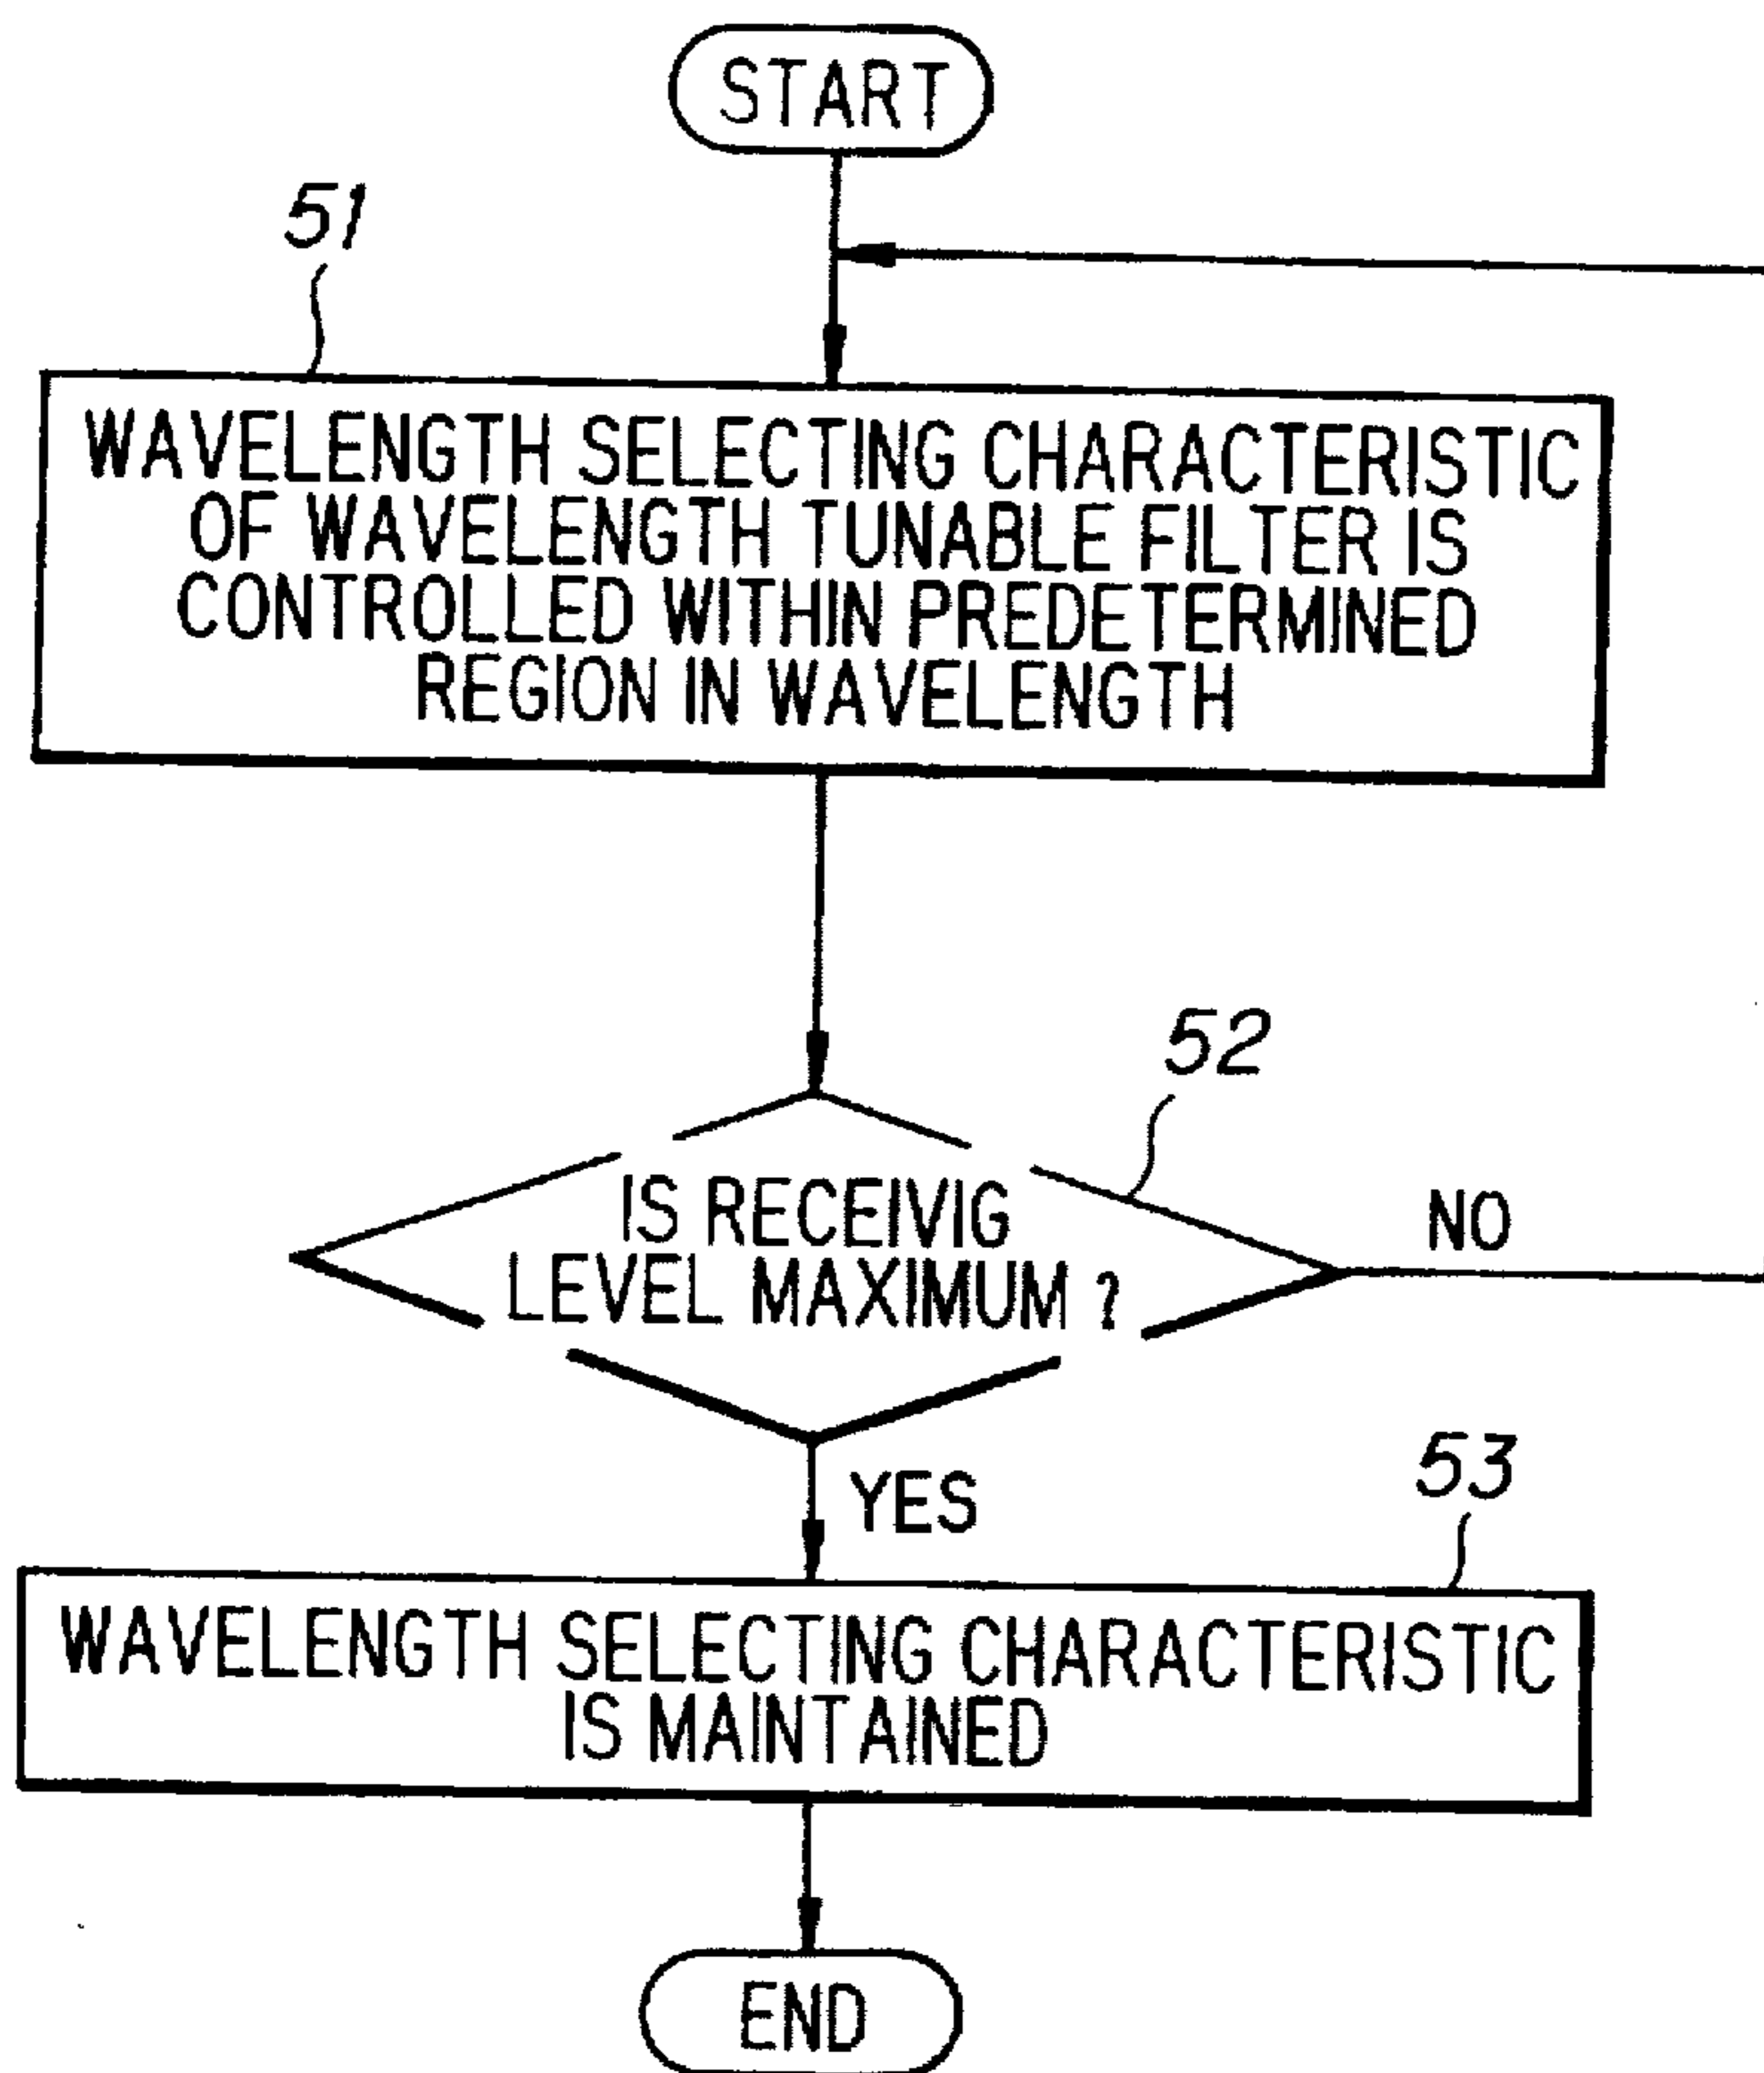 START
51
WAVELENGTH SELECTING CHARACTERISTIC
OF WAVELENGTH TUNABLE FILTER IS
CONTROLLED WITHIN PREDETERMINED
REGION IN WAVELENGTH
52
IS RECEIVIG
LEVEL MAXIMUM ?
NO
YES
53
WAVELENGTH SELECTING CHARACTERISTIC
IS MAINTAINED
END